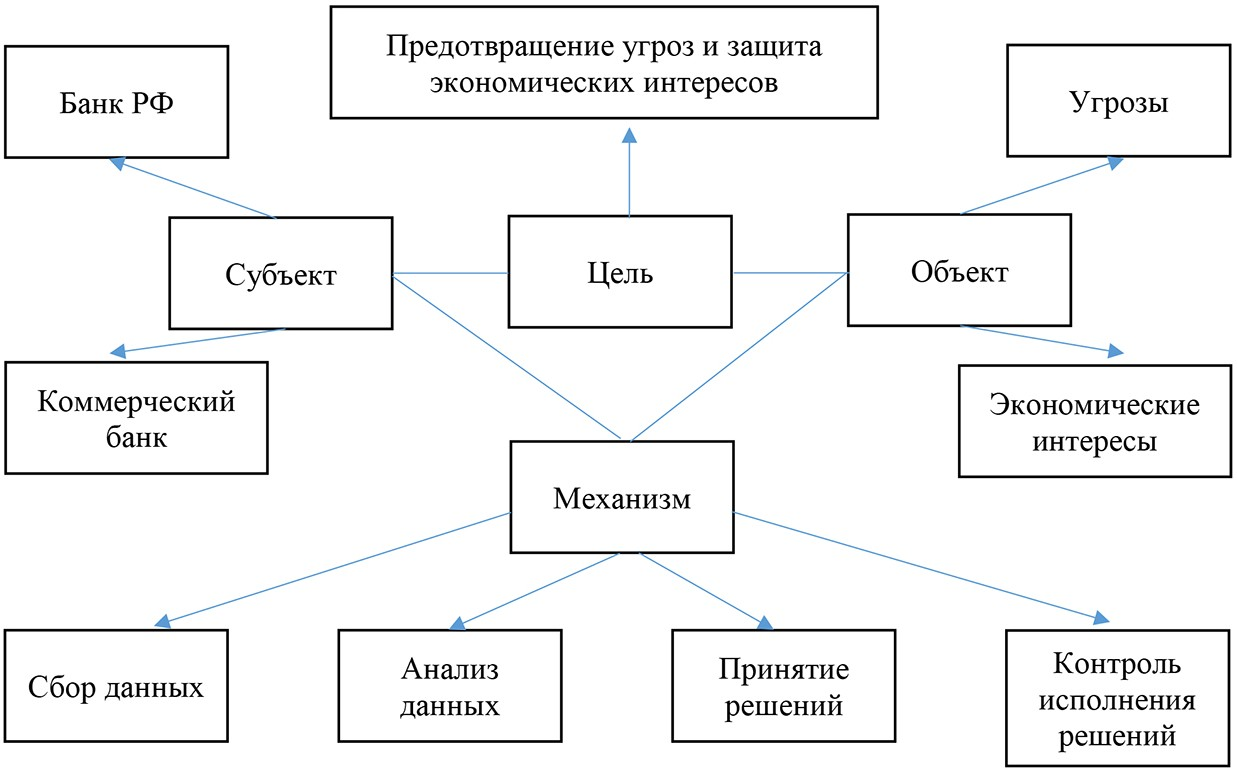 Предотвращение угроз и защита
экономических интересов
Банк РФ
Угрозы
Субъект
Цель
Объект
Коммерческий
банк
Экономические
интересы
Механизм
Сбор данных
Анализ
данных
Принятие
решений
Контроль
исполнения
решений